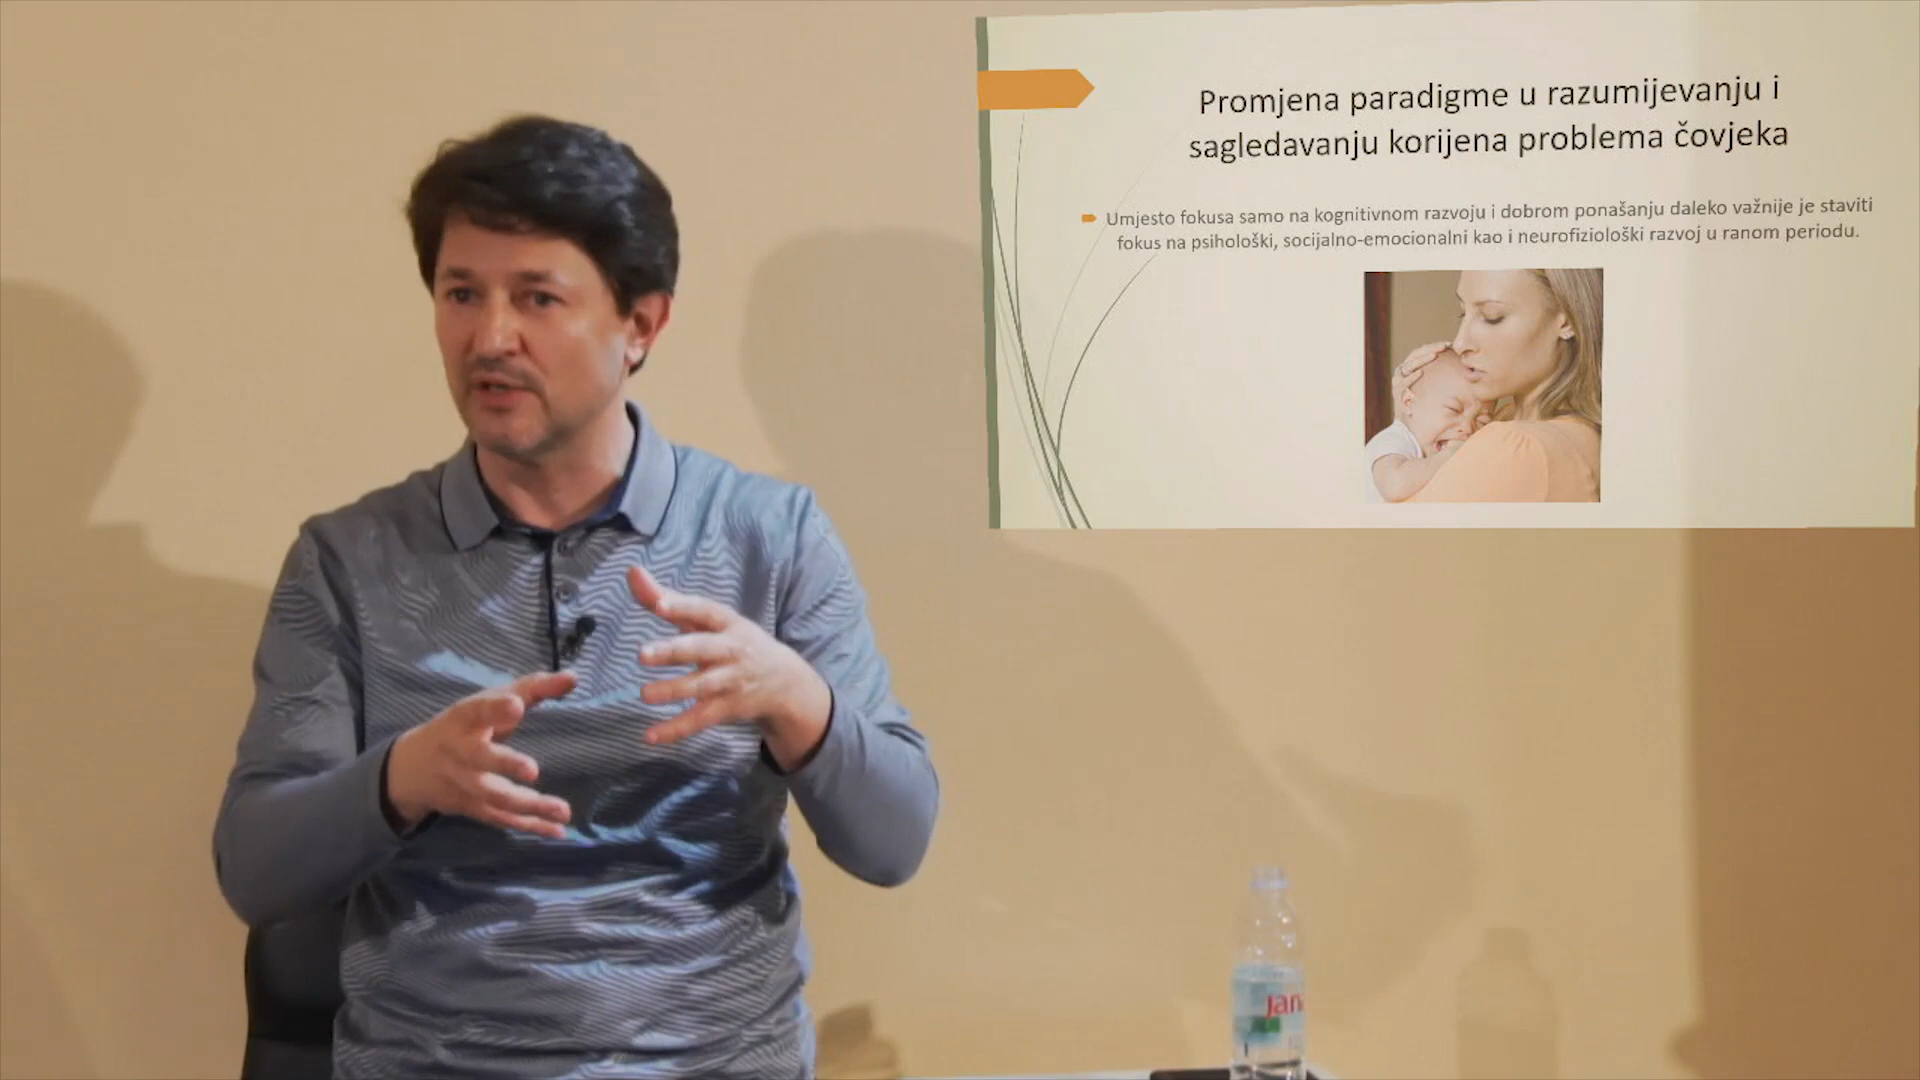 Promjena paradigme u razumijevanju i
sagledavanju korijena problema čovjeka
Umjesto fokusa samo na kognitivnom razvoju i dobrom ponašanju daleko važnije je staviti
fokus na psihološki, socijalno-emocionalni kao i neurofiziološki razvoj u ranom periodu.
Jan